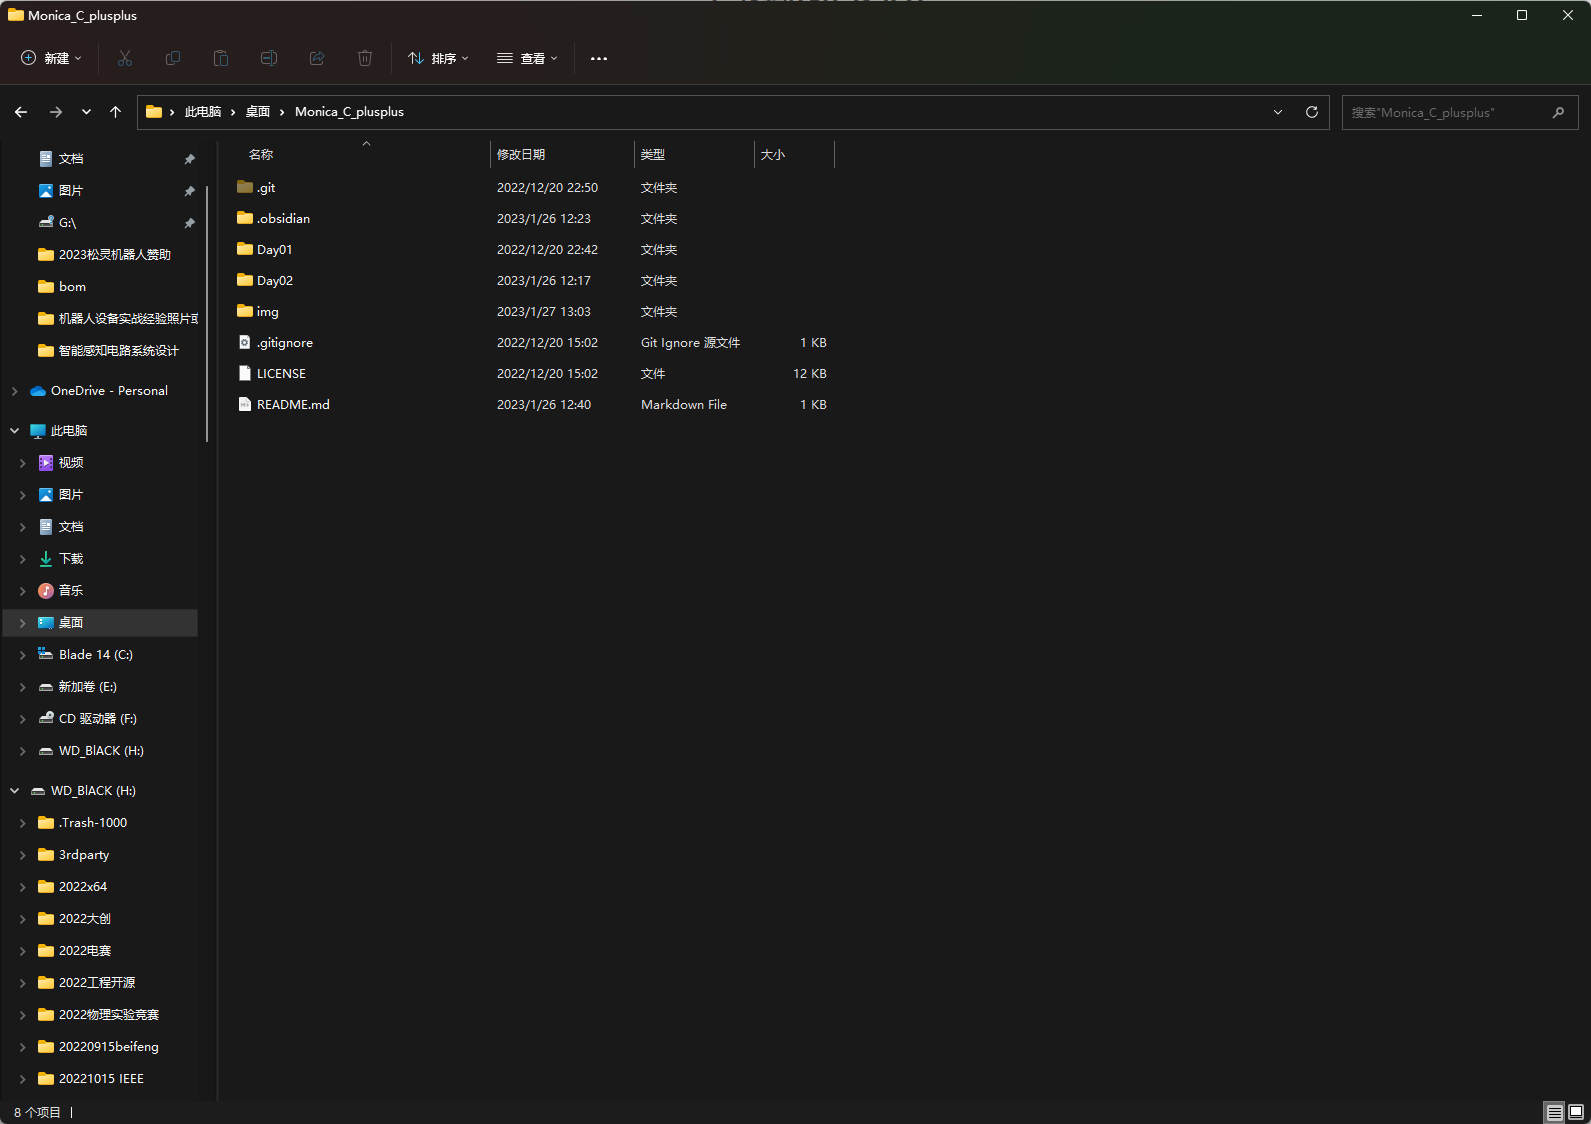 Monica_C_plusplus
新建
排序
查看
此电脑 › 桌面 › Monica_C_plusplus
搜索"Monica_C_plusplus"
文档
图片
G:\
2023松灵机器人赞助
bom
机器人设备实战经验照片或
智能感知电路系统设计
OneDrive - Personal
此电脑
视频
图片
文档
下载
音乐
桌面
Blade 14 (C:)
新加卷 (E:)
CD 驱动器 (F:)
WD_BlACK (H:)
WD_BlACK (H:)
.Trash-1000
3rdparty
2022x64
2022大创
2022电赛
2022工程开源
2022物理实验竞赛
20220915beifeng
20221015 IEEE
名称 修改日期 类型 大小
.git 2022/12/20 22:50 文件夹
.obsidian 2023/1/26 12:23 文件夹
Day01 2022/12/20 22:42 文件夹
Day02 2023/1/26 12:17 文件夹
img 2023/1/27 13:03 文件夹
.gitignore 2022/12/20 15:02 Git Ignore 源文件 1 KB
LICENSE 2022/12/20 15:02 文件 12 KB
README.md 2023/1/26 12:40 Markdown File 1 KB
8 个项目